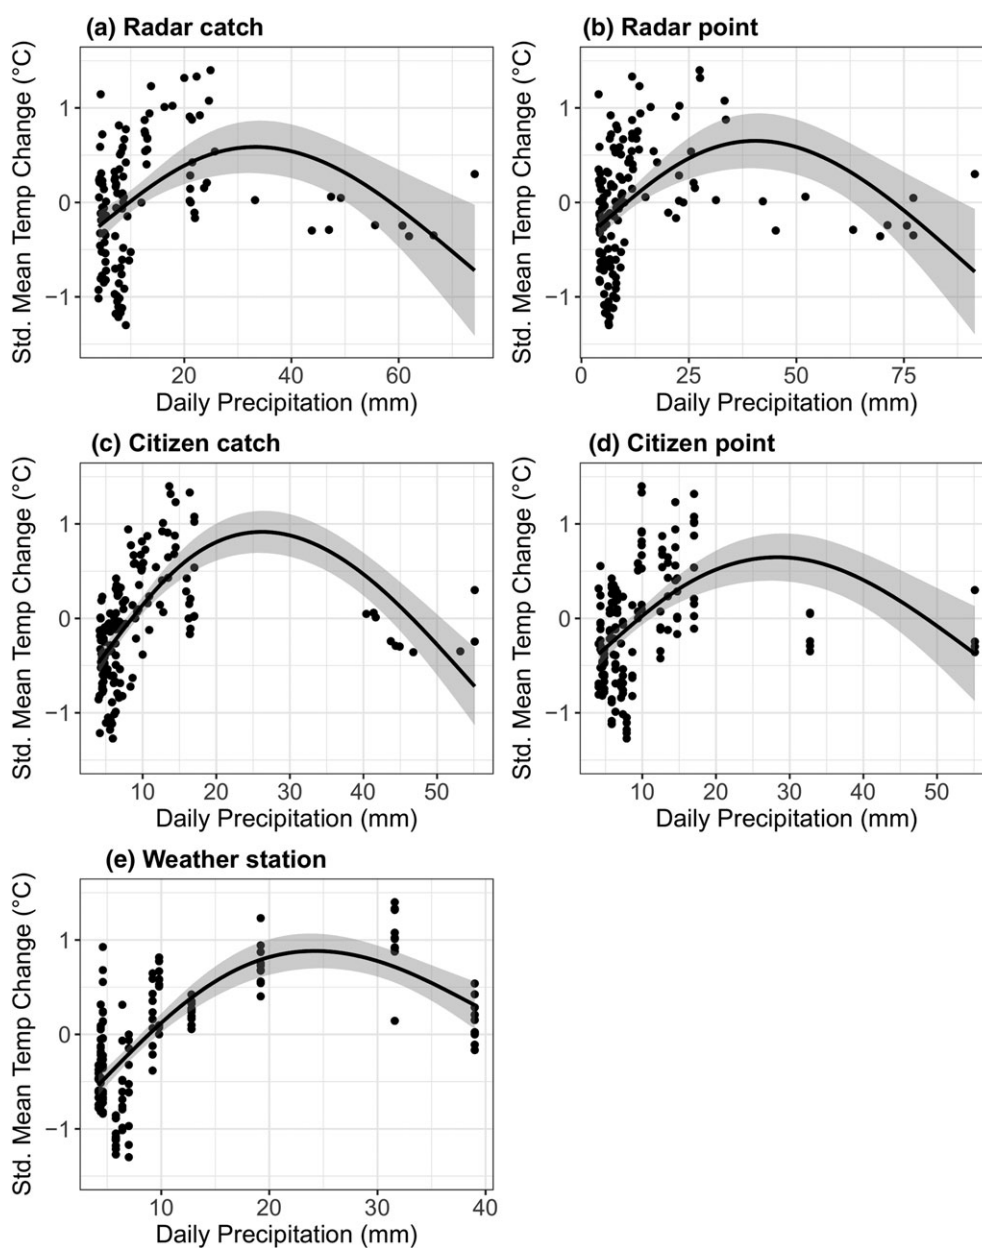 (a) Radar catch
(b) Radar point
Std. Mean Temp Change (°C)
1
0
−1
20 40 60
Daily Precipitation (mm)
Std. Mean Temp Change (°C)
1
0
−1
0 25 50 75
Daily Precipitation (mm)
(c) Citizen catch
(d) Citizen point
Std. Mean Temp Change (°C)
1
0
−1
10 20 30 40 50
Daily Precipitation (mm)
Std. Mean Temp Change (°C)
1
0
−1
10 20 30 40 50
Daily Precipitation (mm)
(e) Weather station
Std. Mean Temp Change (°C)
1
0
−1
10 20 30 40
Daily Precipitation (mm)